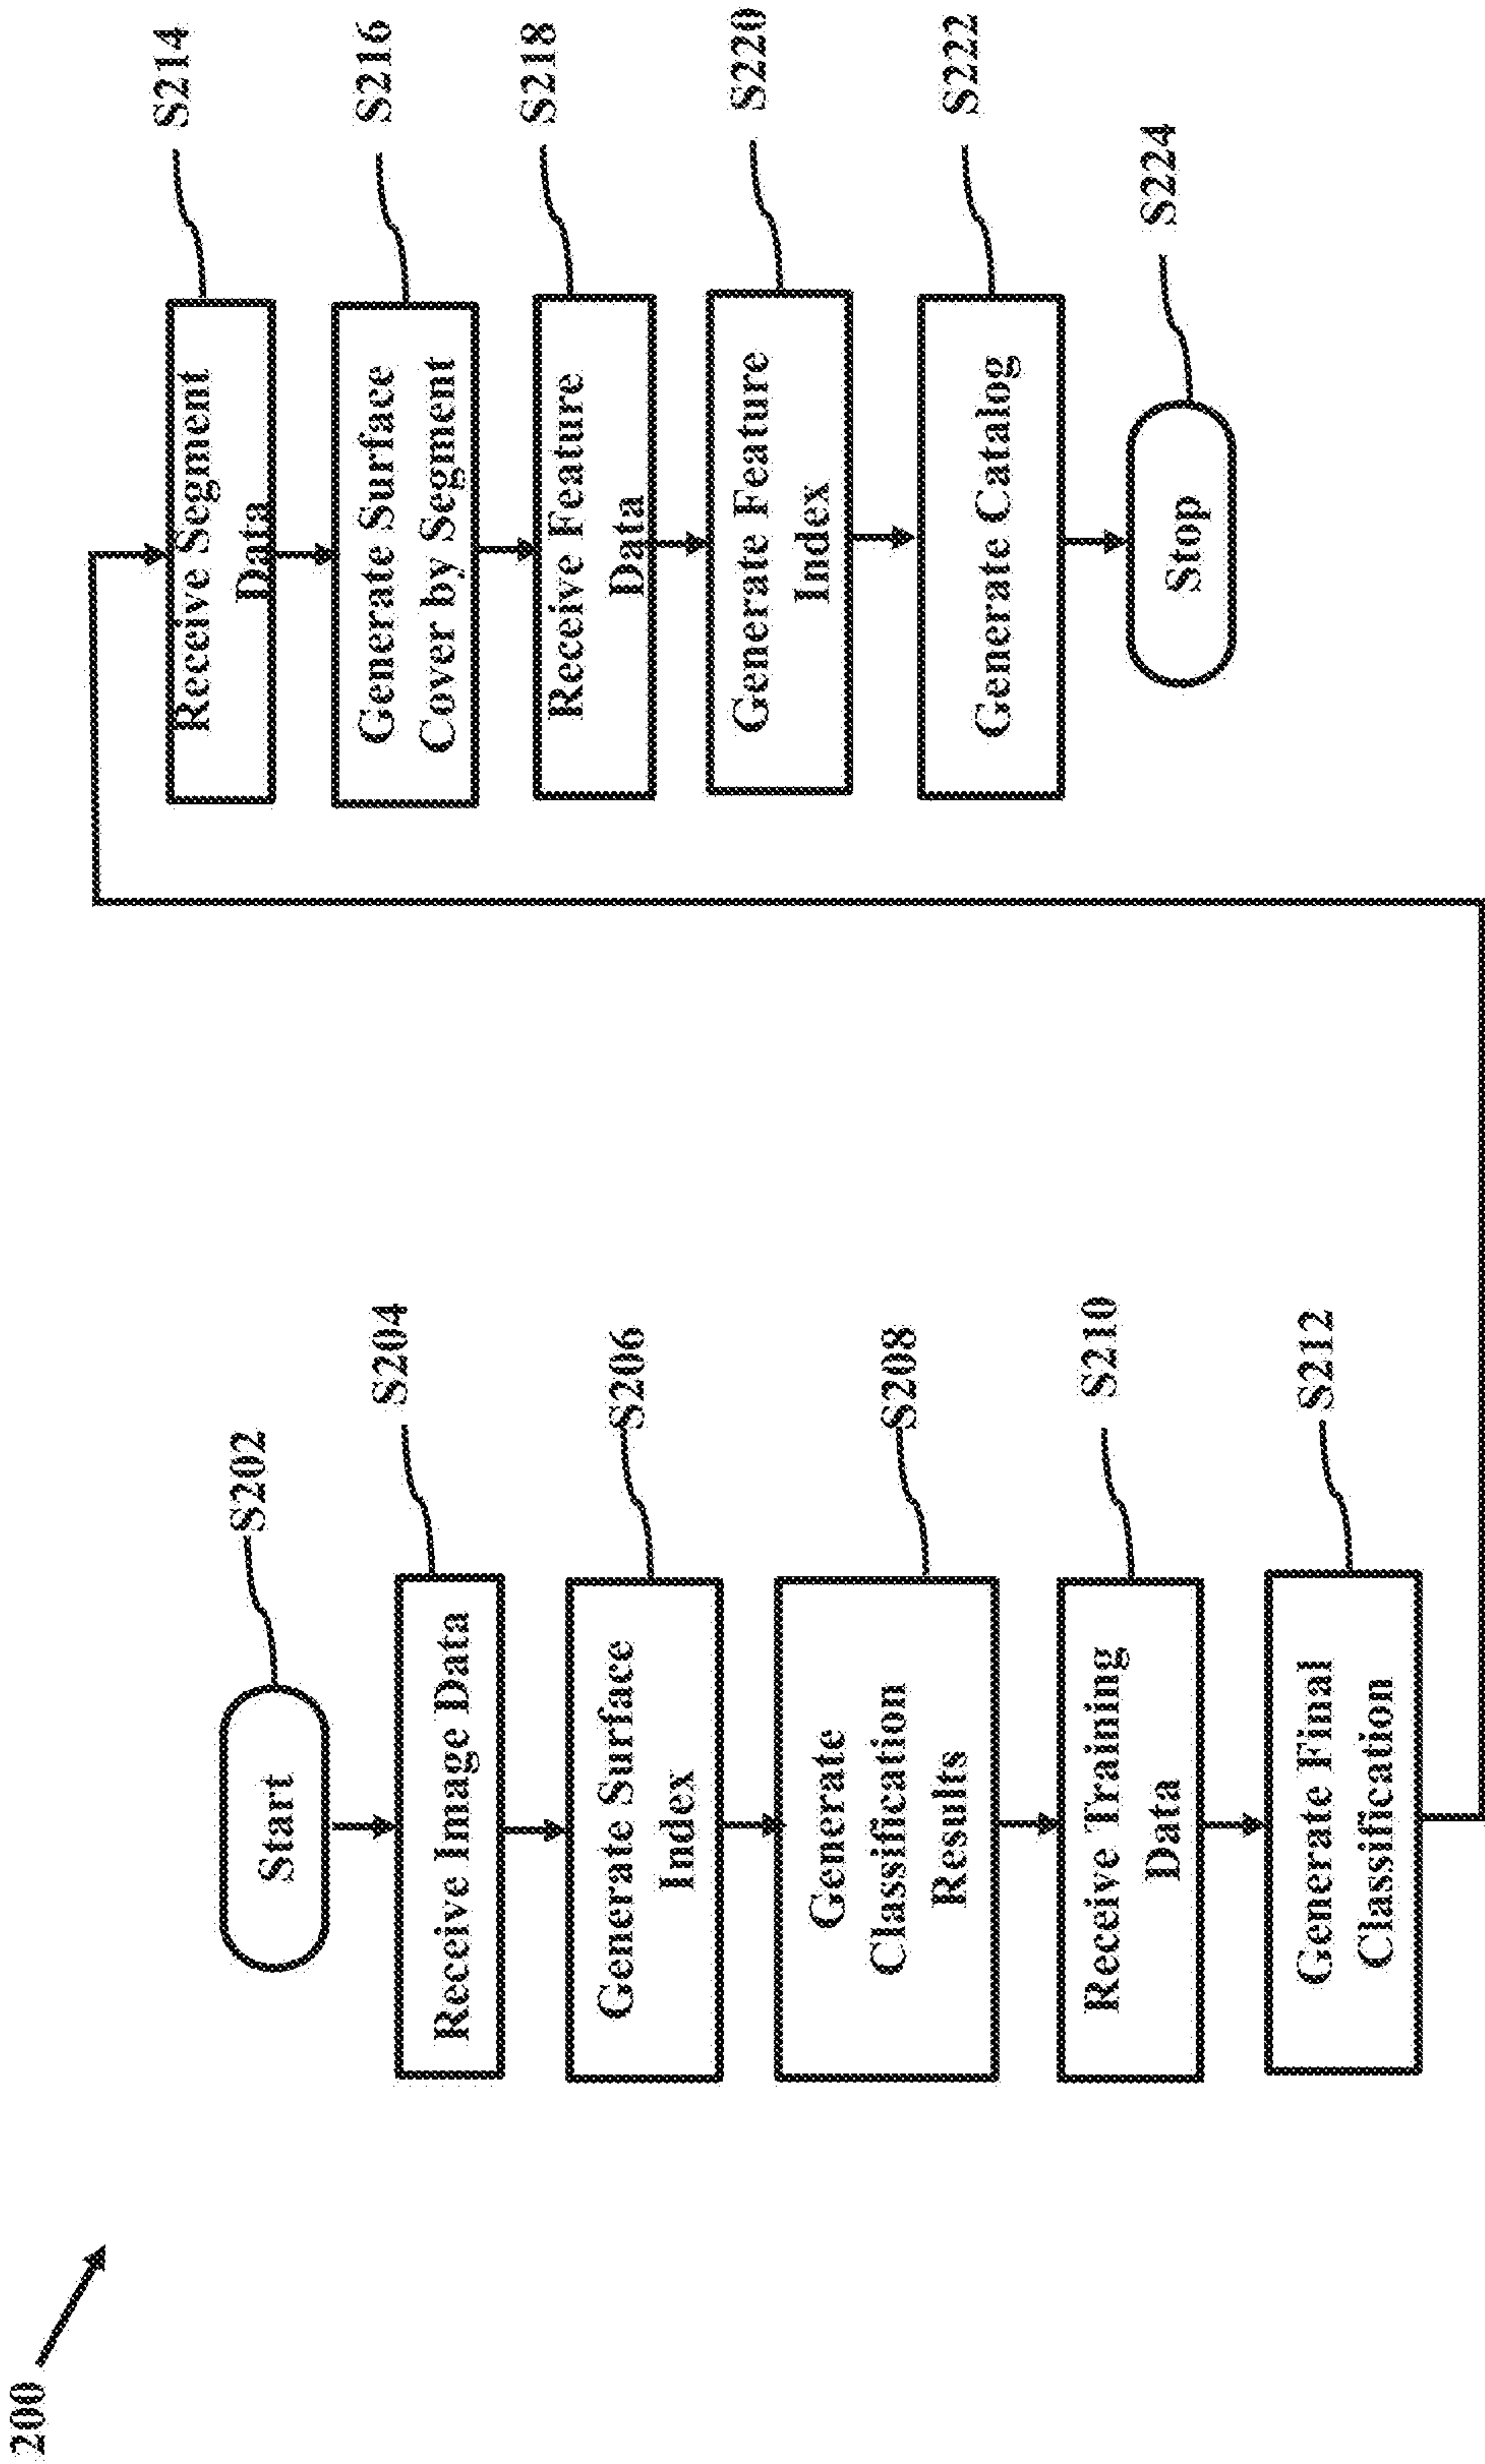 200
Start
S202
Receive Image Data
S204
Generate Surface
Index
S206
Generate
Classification
Results
S208
Receive Training
Data
S210
Generate Final
Classification
S212
Receive Segment
Data
S214
Generate Surface
Cover by Segment
S216
Receive Feature
Data
S218
Generate Feature
Index
S220
Generate Catalog
S222
Stop
S224